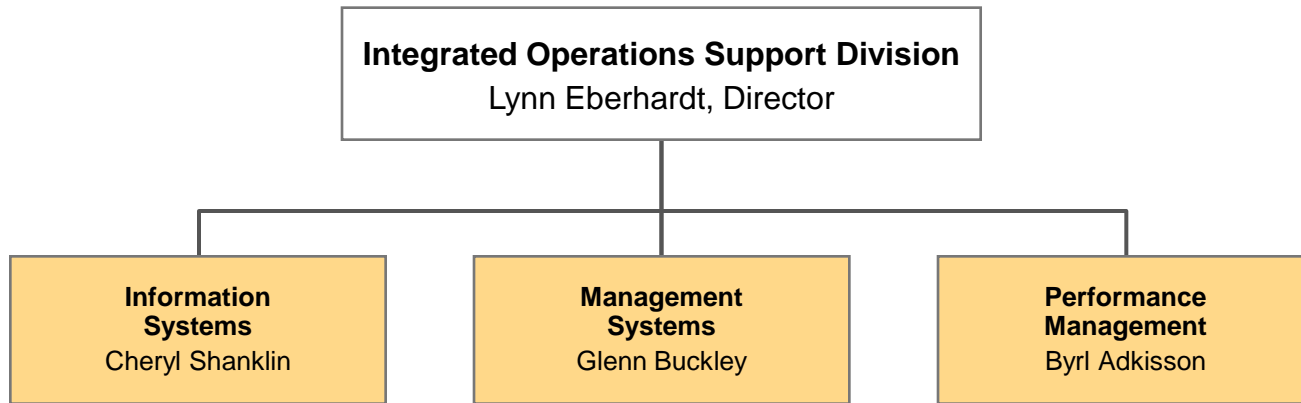 Integrated Operations Support Division
Lynn Eberhardt, Director
Information
Systems
Cheryl Shanklin
Management
Systems
Glenn Buckley
Performance
Management
Byrl Adkisson